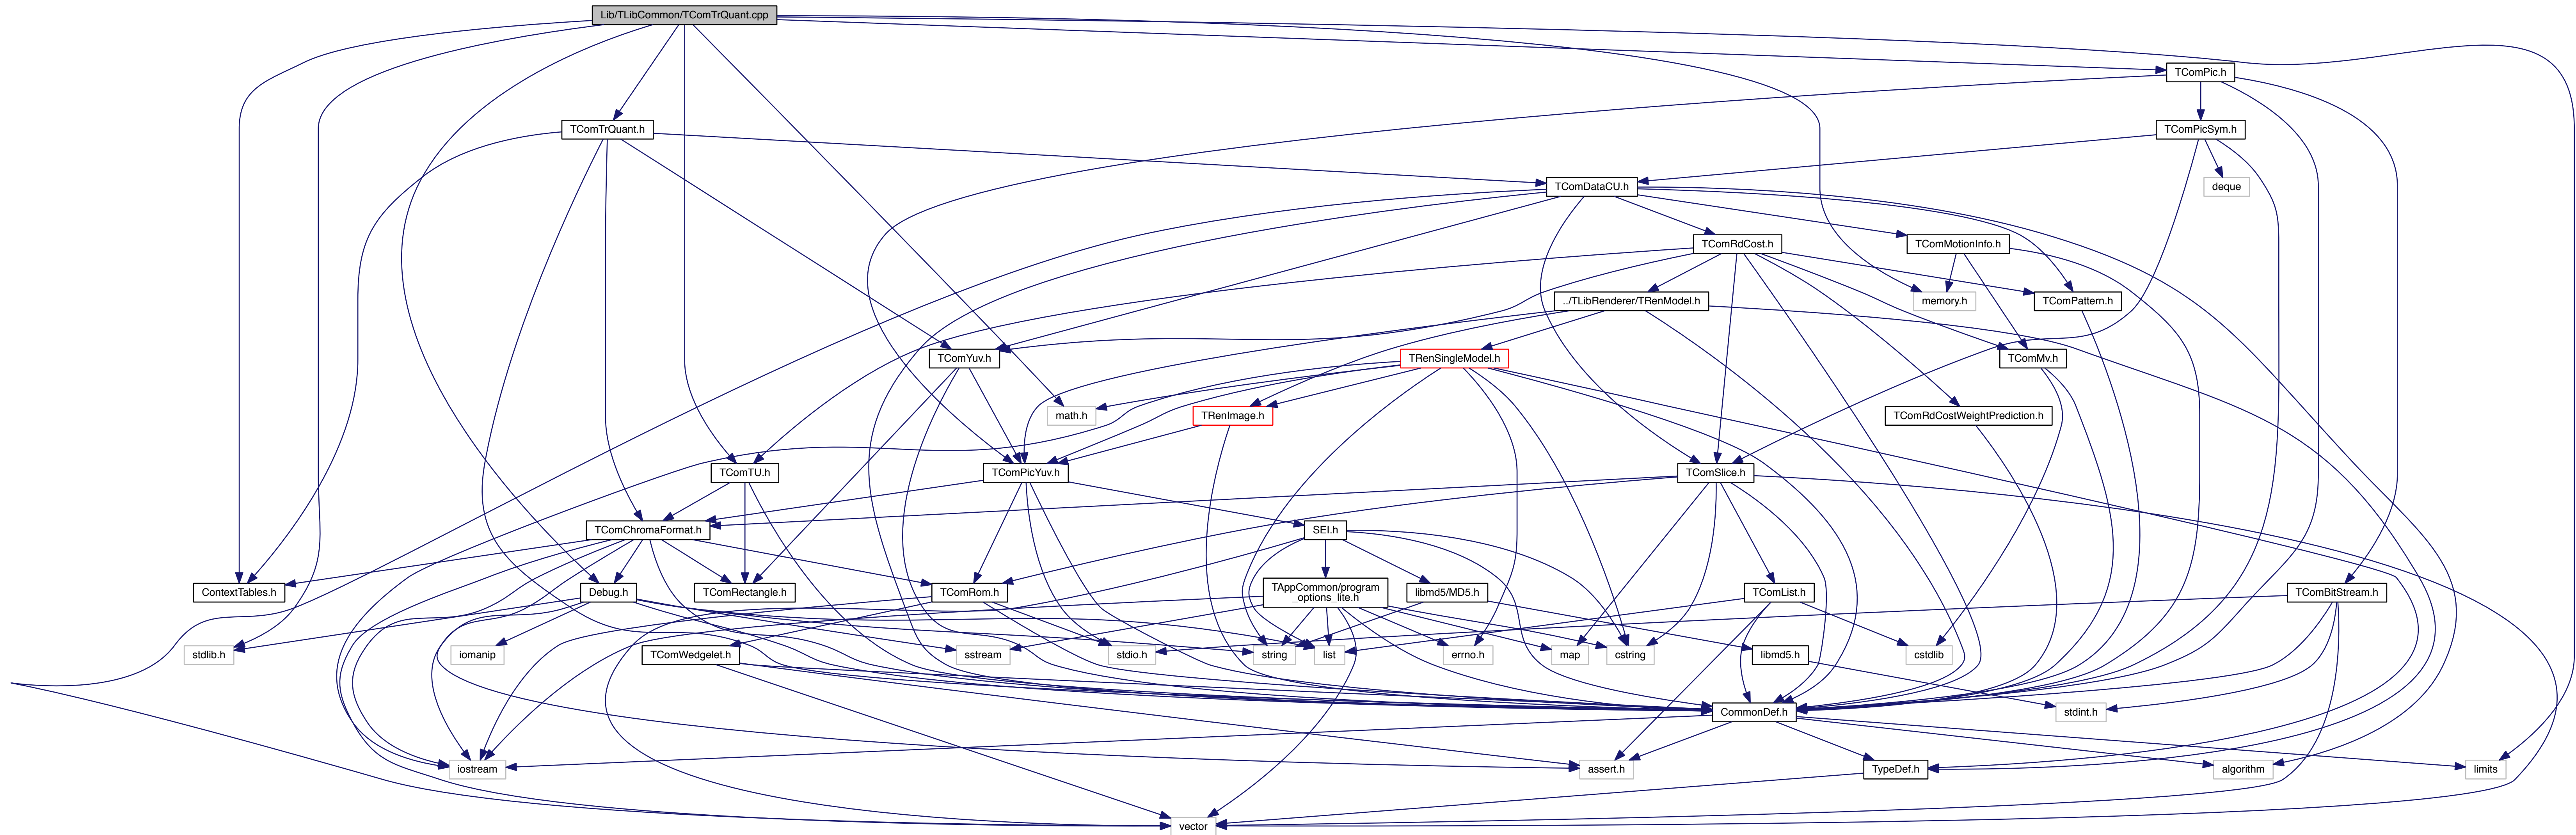 Lib/TLibCommon/TComTrQuant.cpp
TComPic.h
TComTrQuant.h
TComPicSym.h
TComDataCU.h
deque
TComRdCost.h
TComMotionInfo.h
../TLibRenderer/TRenModel.h
memory.h
TComPattern.h
TComYuv.h
TRenSingleModel.h
TComMv.h
math.h
TRenImage.h
TComRdCostWeightPrediction.h
TComTU.h
TComPicYuv.h
TComSlice.h
TComChromaFormat.h
SEI.h
ContextTables.h
Debug.h
TComRectangle.h
TComRom.h
TAppCommon/program
_options_lite.h
libmd5/MD5.h
TComList.h
TComBitStream.h
stdlib.h
iomanip
TComWedgelet.h
sstream
stdio.h
string
list
errno.h
map
cstring
libmd5.h
cstdlib
CommonDef.h
stdint.h
iostream
assert.h
TypeDef.h
algorithm
limits
vector